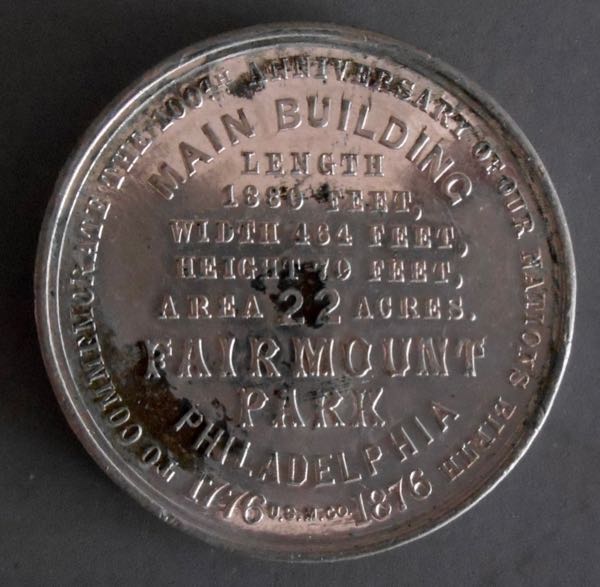 TO COMMEMORATE THE 100TH ANNIVERSARY OF OUR NATIONS BIRTH
MAIN BUILDING
LENGTH
1880 FEET,
WIDTH 464 FEET,
HEIGHT 70 FEET,
AREA 22 ACRES.
FAIRMOUNT
PARK
PHILADELPHIA
1776 U.S.M.CO. 1876